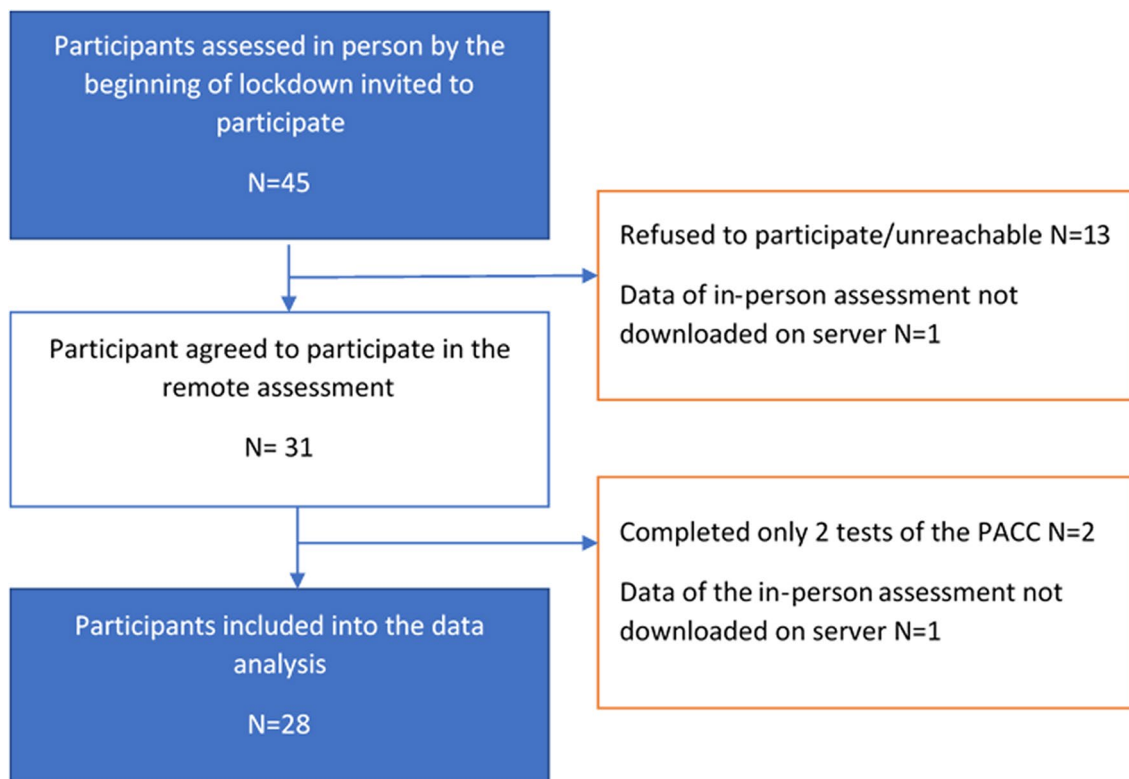 Participants assessed in person by the
beginning of lockdown invited to
participate
N=45
Refused to participate/unreachable N=13
Data of in-person assessment not
downloaded on server N=1
Participant agreed to participate in the
remote assessment
N= 31
Completed only 2 tests of the PACC N=2
Data of the in-person assessment not
downloaded on server N=1
Participants included into the data
analysis
N=28